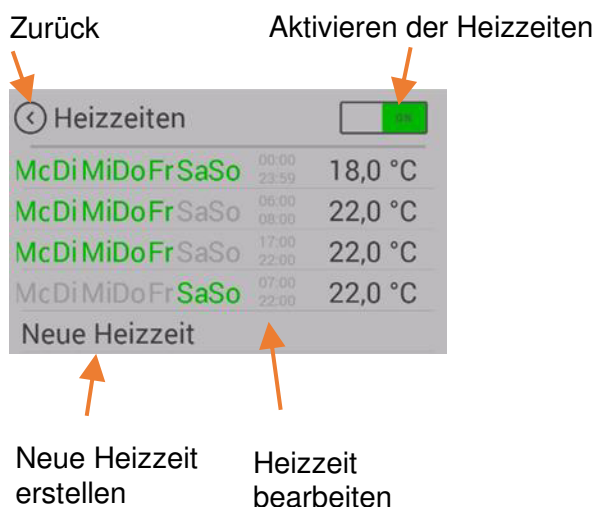 Zurück
Aktivieren der Heizzeiten
Heizzeiten ON
McDiMiDoFrSaSo 00:00 23:59 18,0 °C
McDiMiDoFrSaSo 06:00 08:00 22,0 °C
McDiMiDoFrSaSo 17:00 22:00 22,0 °C
McDiMiDoFrSaSo 07:00 22:00 22,0 °C
Neue Heizzeit
Neue Heizzeit
erstellen
Heizzeit
bearbeiten